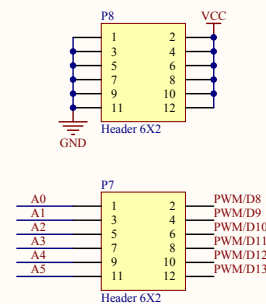 P8 VCC
1 2
3 4
5 6
7 8
9 10
11 12
GND Header 6X2
P7
A0 1 2 PWM/D8
A1 3 4 PWM/D9
A2 5 6 PWM/D10
A3 7 8 PWM/D11
A4 9 10 PWM/D12
A5 11 12 PWM/D13
Header 6X2